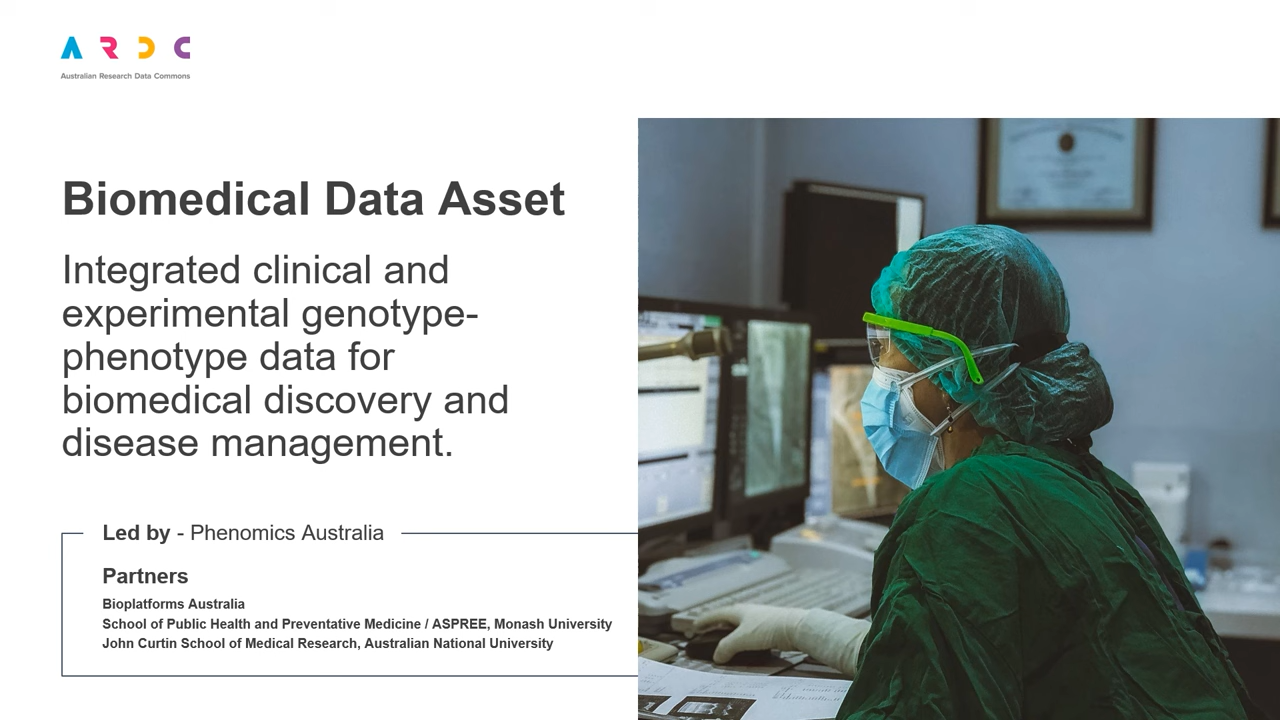 A R D C
Australian Research Data Commons
Biomedical Data Asset
Integrated clinical and
experimental genotype-
phenotype data for
biomedical discovery and
disease management.
Led by - Phenomics Australia
Partners
Bioplatforms Australia
School of Public Health and Preventative Medicine / ASPREE, Monash University
John Curtin School of Medical Research, Australian National University